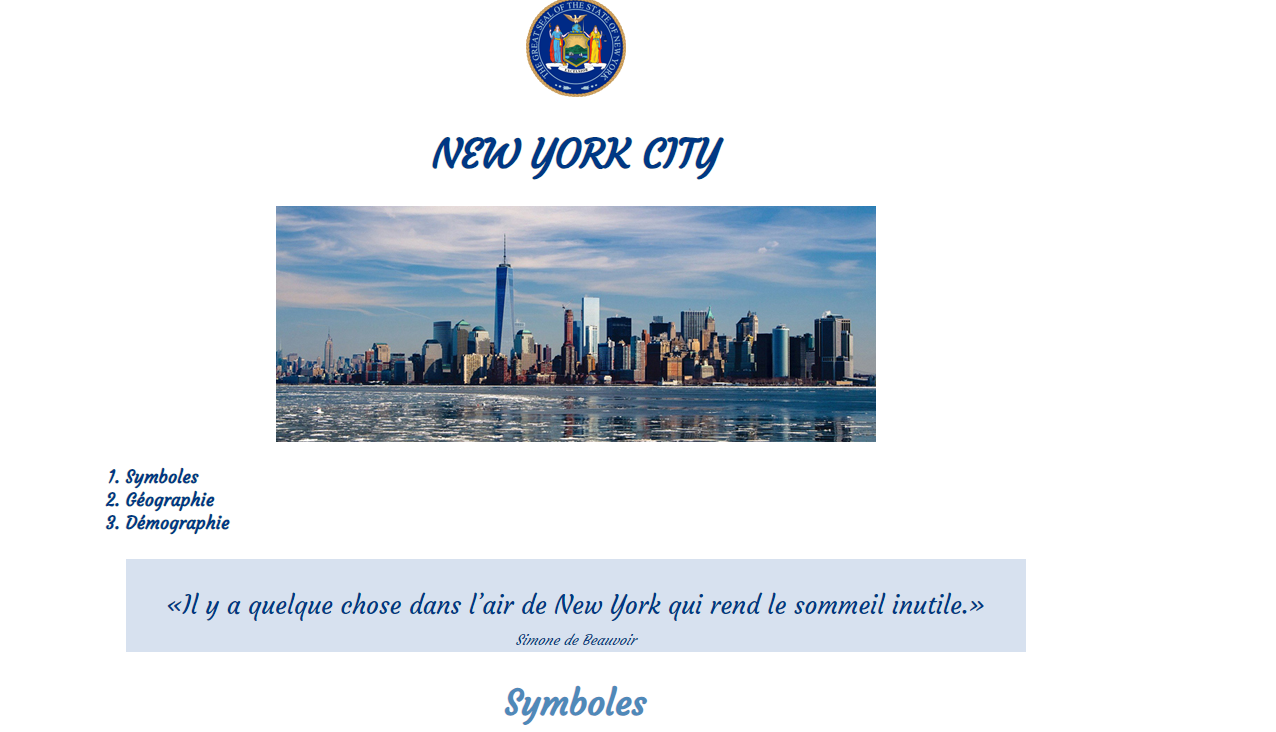 THE GREAT SEAL OF THE STATE OF NEW YORK
EXCELSIOR
NEW YORK CITY
1. Symboles
2. Géographie
3. Démographie
«Il y a quelque chose dans l’air de New York qui rend le sommeil inutile.»
Simone de Beauvoir
Symboles